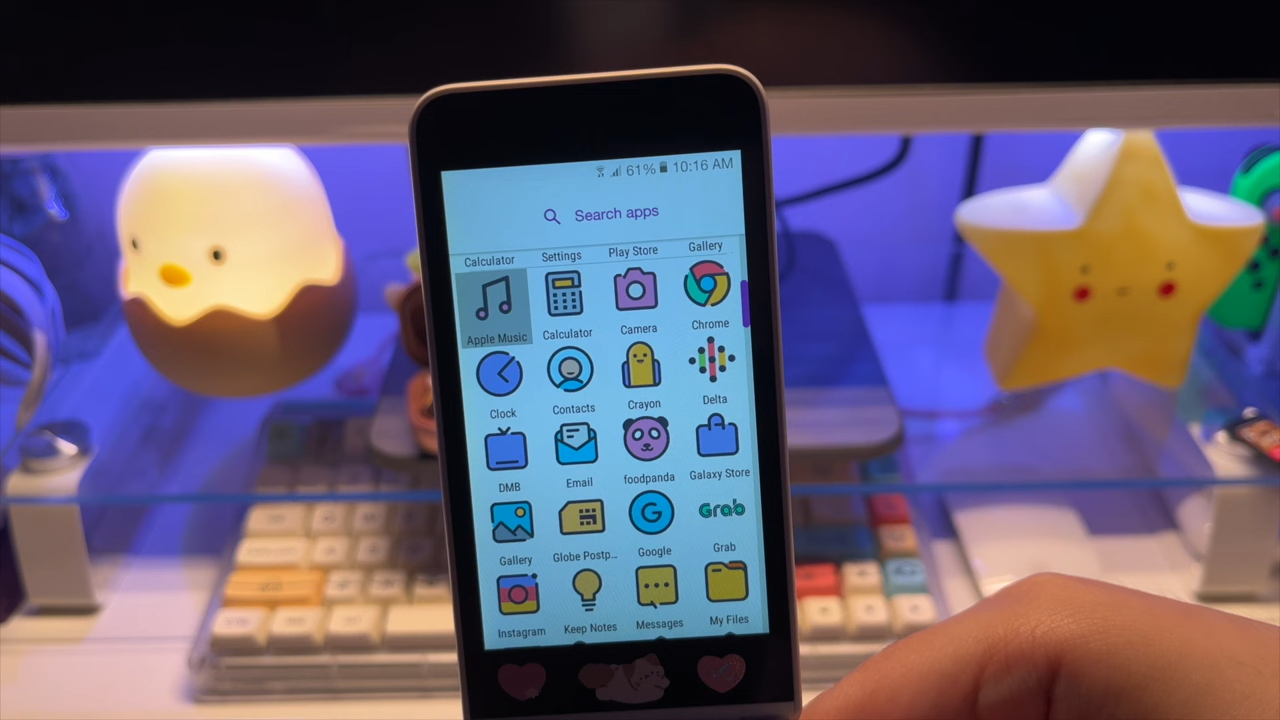 61% 10:16 AM
Search apps
Calculator Settings Play Store Gallery
Apple Music Calculator Camera Chrome
Clock Contacts Crayon Delta
DMB Email foodpanda Galaxy Store
Grab
Gallery Globe Postp... Google Grab
Instagram Keep Notes Messages My Files